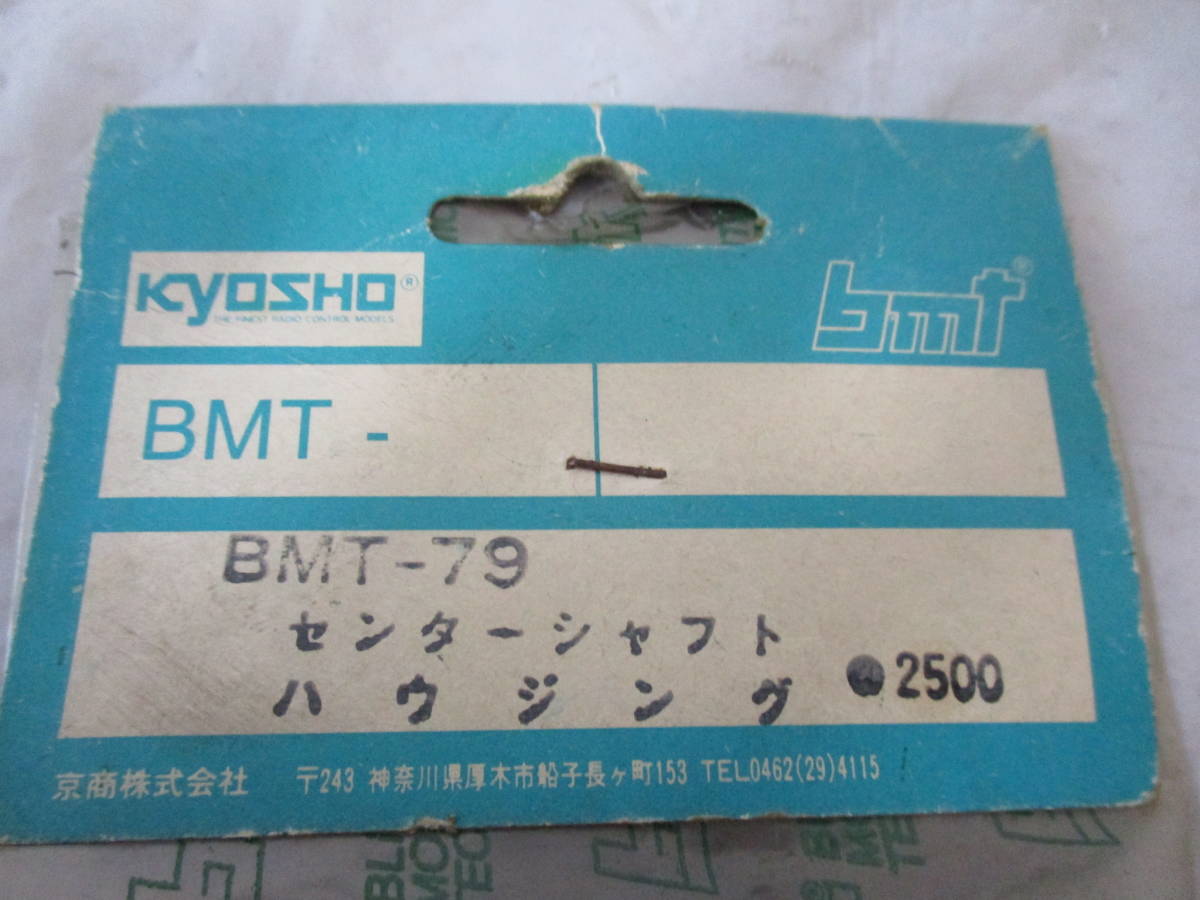 KYOSHO®
THE FINEST RADIO CONTROL MODELS
bmt®
BMT -
BMT-79
センターシャフト
ハウジング ●2500
京商株式会社 〒243 神奈川県厚木市船子長ヶ町153 TEL.0462(29)4115